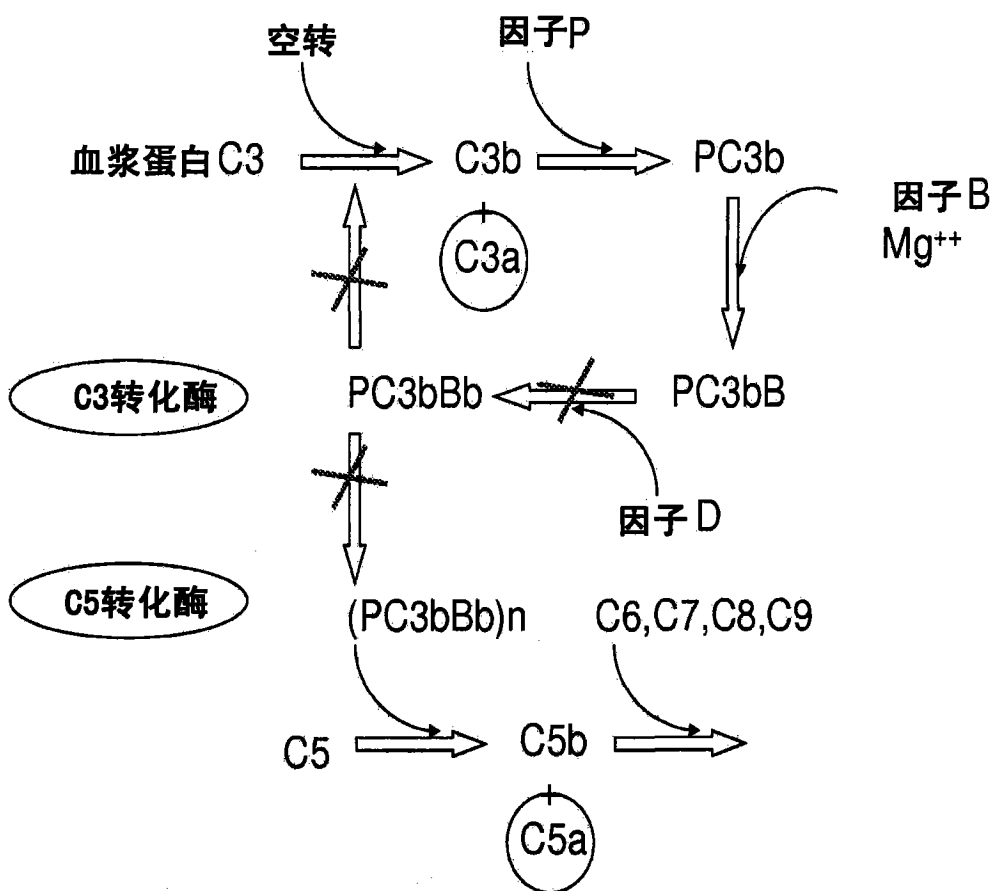 空转
因子P
血浆蛋白C3
C3b
PC3b
+
C3a
因子B
Mg⁺⁺
C3转化酶
PC3bBb
PC3bB
因子D
C5转化酶
(PC3bBb)n
C6,C7,C8,C9
C5
C5b
+
C5a